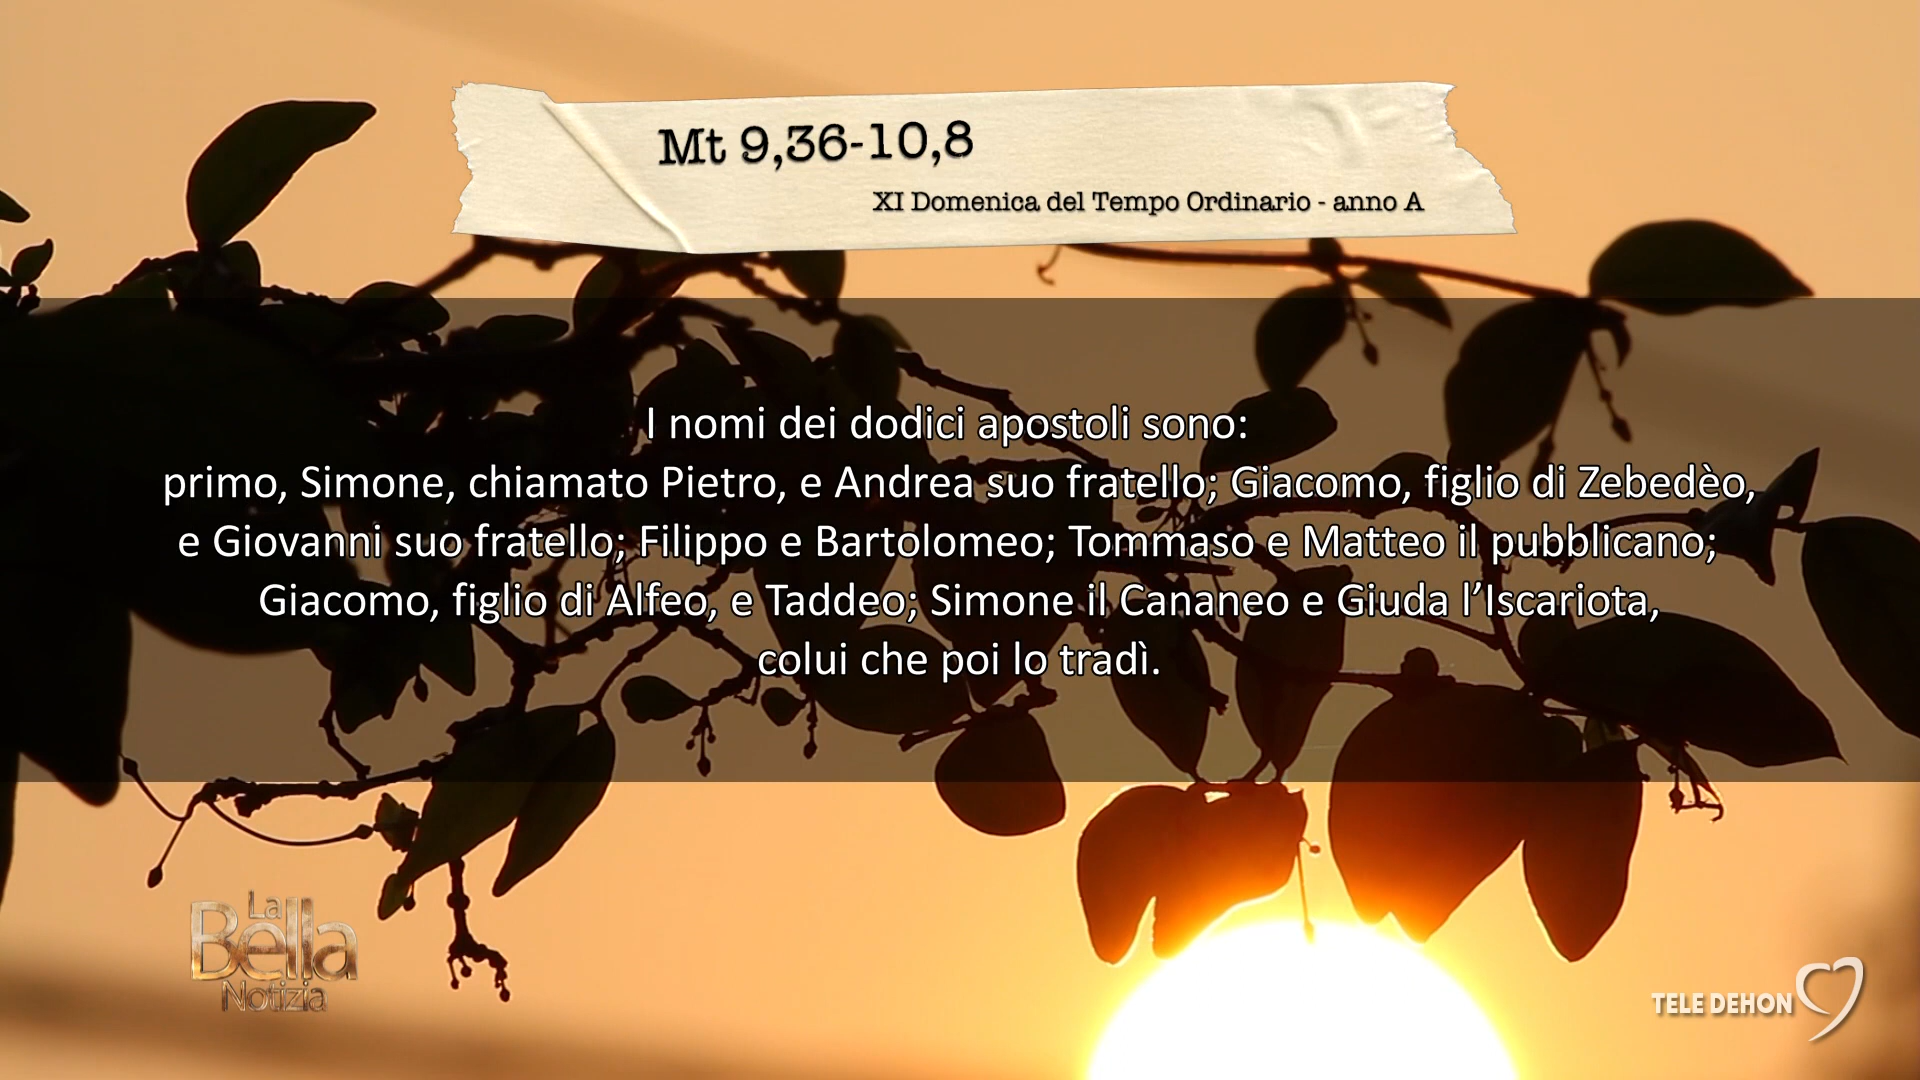 Mt 9,36-10,8
XI Domenica del Tempo Ordinario - anno A
I nomi dei dodici apostoli sono:
primo, Simone, chiamato Pietro, e Andrea suo fratello; Giacomo, figlio di Zebedèo,
e Giovanni suo fratello; Filippo e Bartolomeo; Tommaso e Matteo il pubblicano;
Giacomo, figlio di Alfeo, e Taddeo; Simone il Cananeo e Giuda l’Iscariota,
colui che poi lo tradì.
La
Bella
Notizia
TELE DEHON